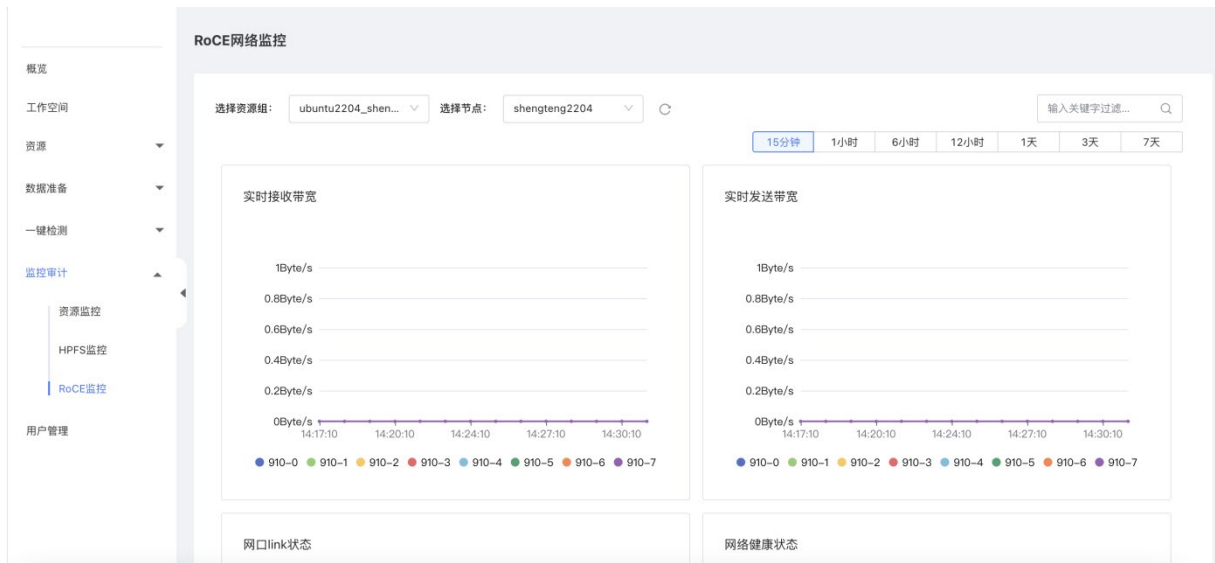 RoCE网络监控
概览
工作空间
资源
数据准备
一键检测
监控审计
资源监控
HPFS监控
RoCE监控
用户管理
选择资源组： ubuntu2204_shen... 选择节点： shengteng2204 输入关键字过滤...
15分钟 1小时 6小时 12小时 1天 3天 7天
实时接收带宽
1Byte/s
0.8Byte/s
0.6Byte/s
0.4Byte/s
0.2Byte/s
0Byte/s
14:17:10 14:20:10 14:24:10 14:27:10 14:30:10
910-0 910-1 910-2 910-3 910-4 910-5 910-6 910-7
实时发送带宽
1Byte/s
0.8Byte/s
0.6Byte/s
0.4Byte/s
0.2Byte/s
0Byte/s
14:17:10 14:20:10 14:24:10 14:27:10 14:30:10
910-0 910-1 910-2 910-3 910-4 910-5 910-6 910-7
网口link状态
网络健康状态